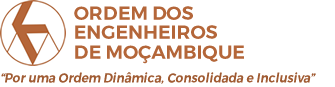 ORDEM DOS
ENGENHEIROS
DE MOÇAMBIQUE
“Por uma Ordem Dinâmica, Consolidada e Inclusiva”